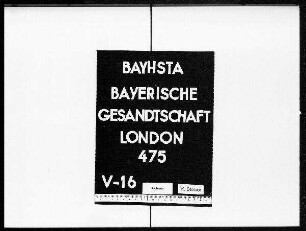 BAYHSTA
BAYERISCHE
GESANDTSCHAFT
LONDON
475
V-16